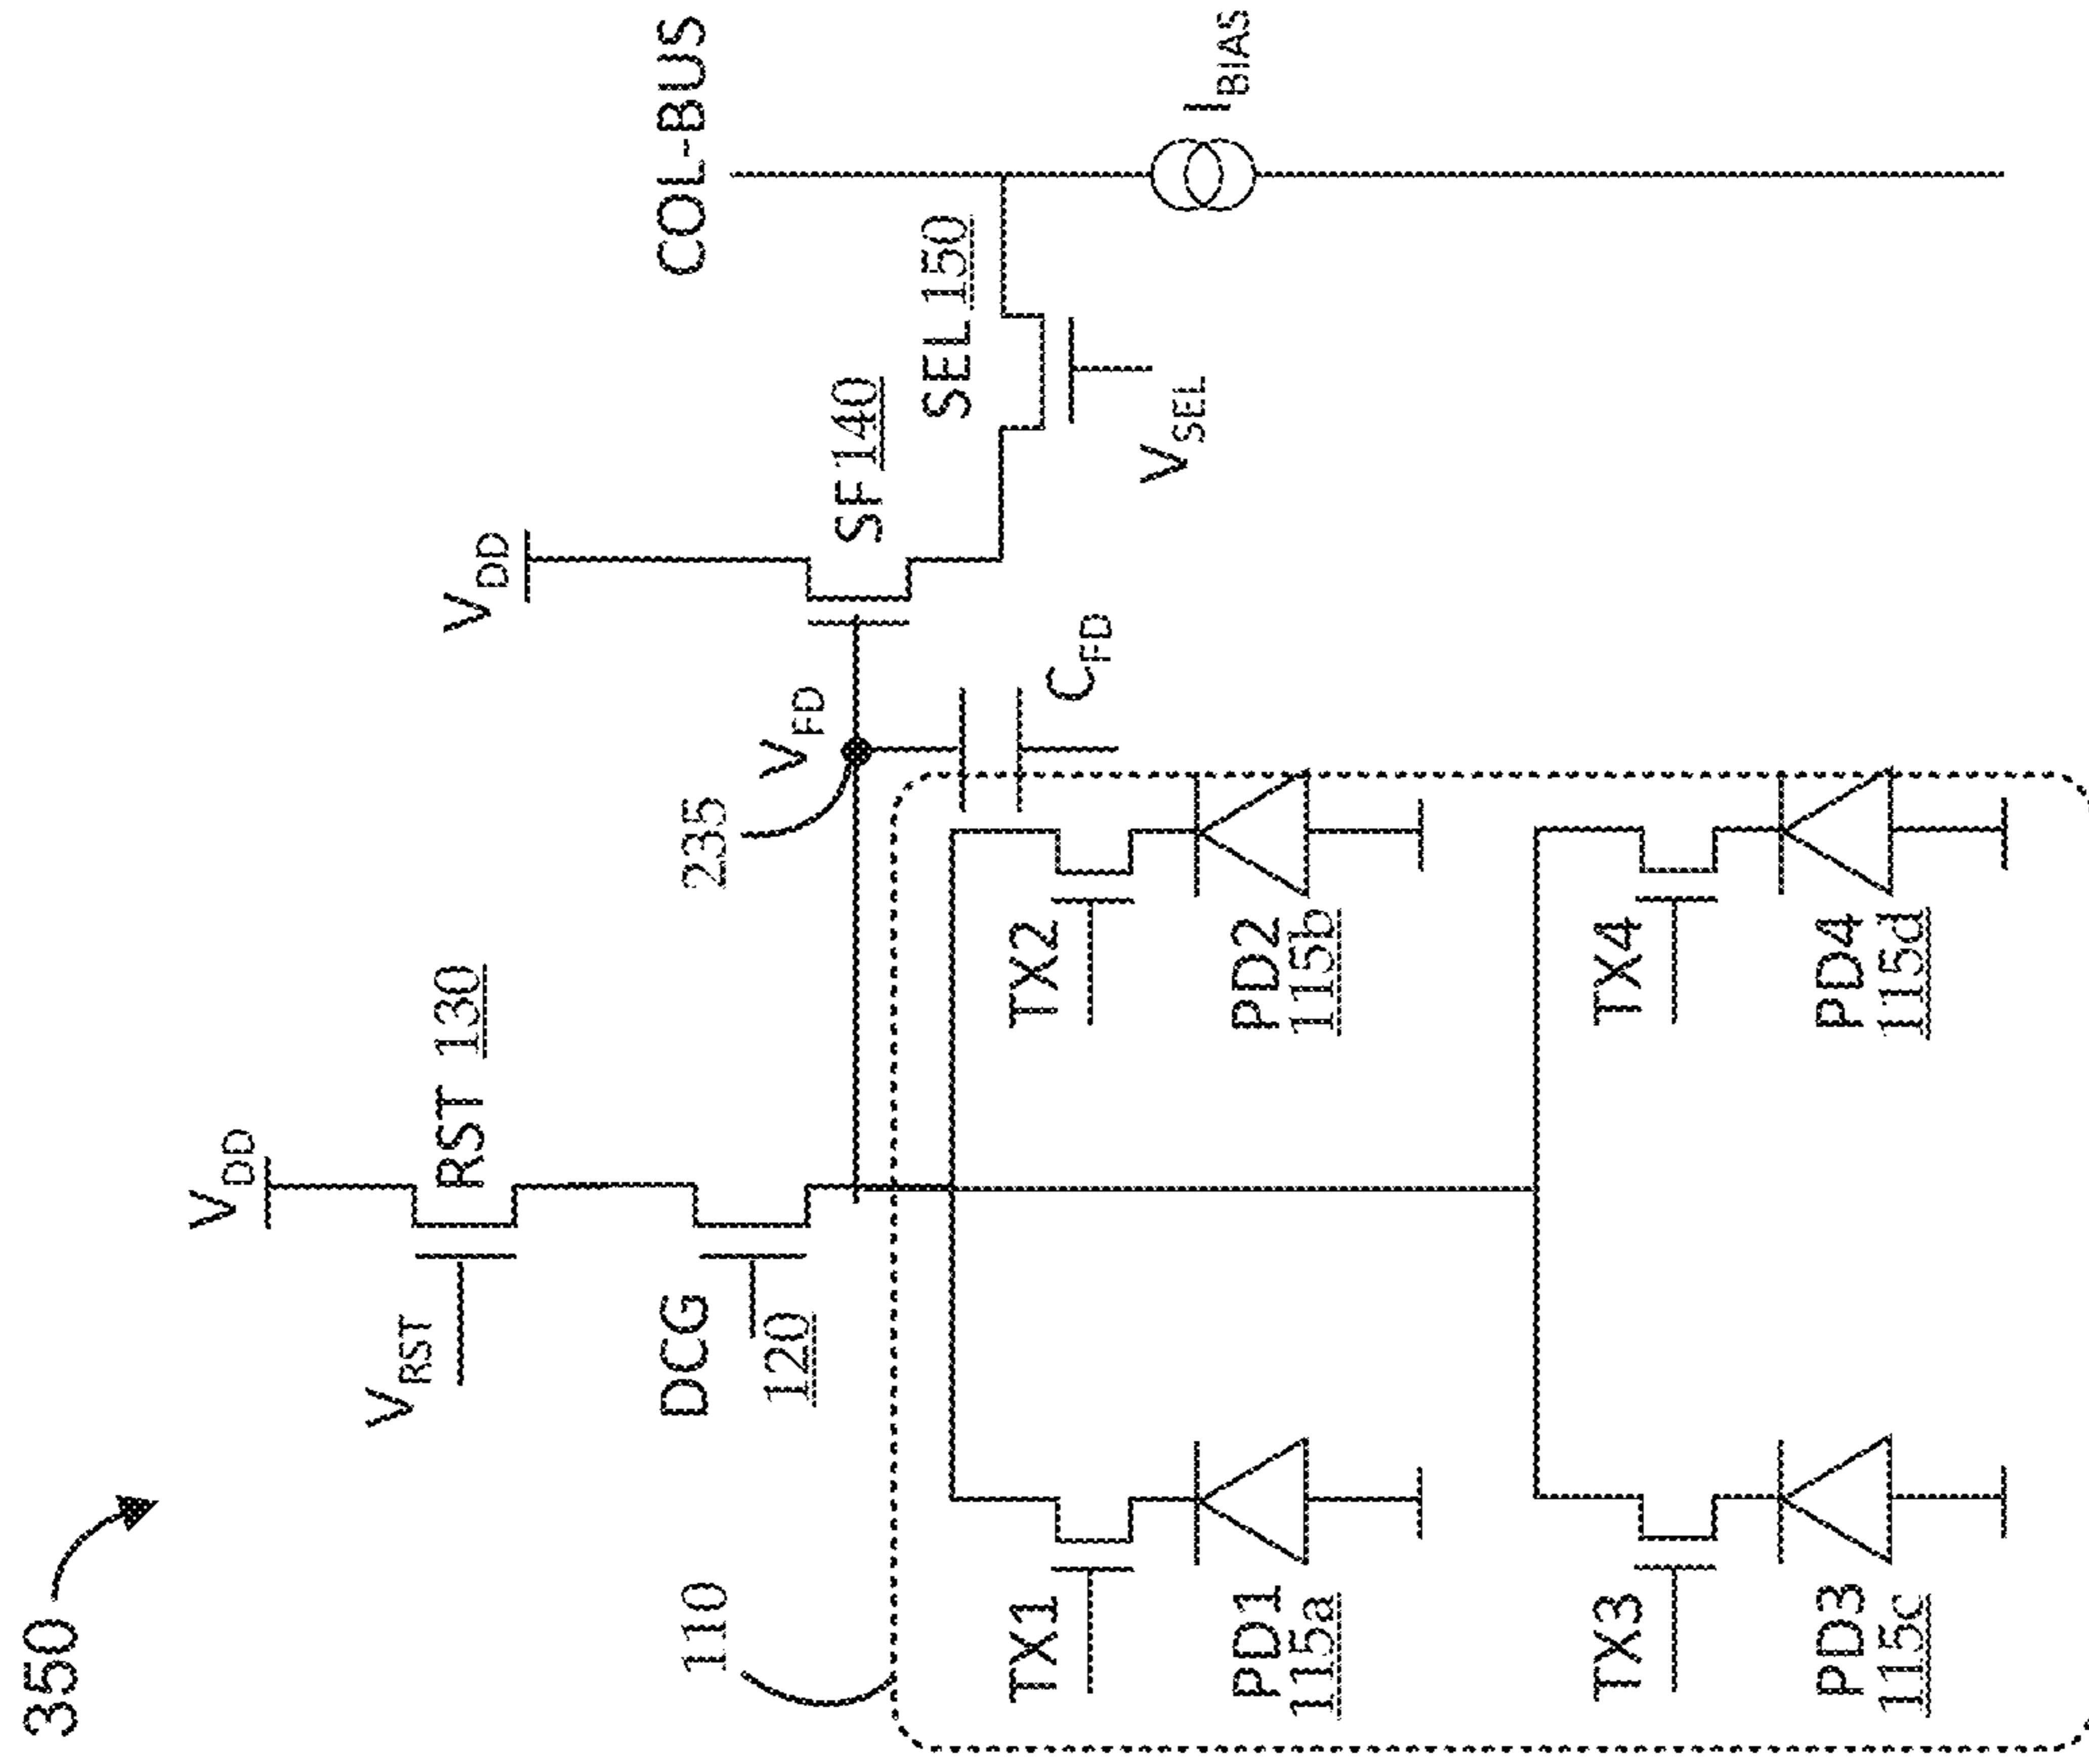 350
V_DD
V_RST
RST 130
V_DD
DCG
120
235
V_FD
SF 140
COL-BUS
SEL 150
V_SEL
C_FD
I_BIAS
110
TX1
TX2
PD1
115a
PD2
115b
TX3
TX4
PD3
115c
PD4
115d